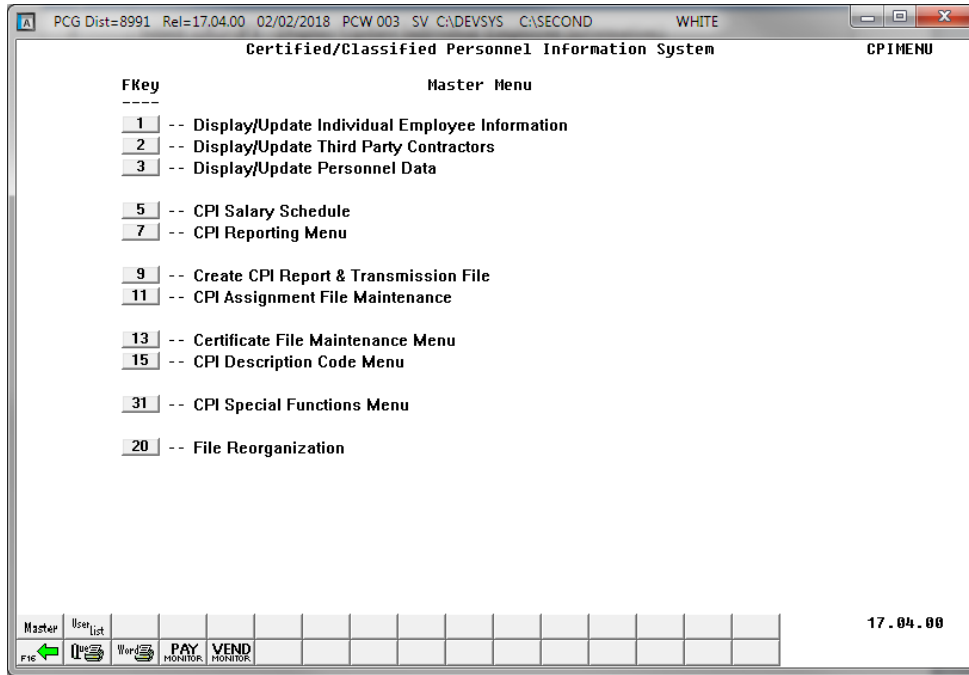 PCG Dist=8991 Rel=17.04.00 02/02/2018 PCW 003 SV C:\DEVSYS C:\SECOND WHITE
Certified/Classified Personnel Information System CPIMENU
FKey Master Menu
----
1 -- Display/Update Individual Employee Information
2 -- Display/Update Third Party Contractors
3 -- Display/Update Personnel Data
5 -- CPI Salary Schedule
7 -- CPI Reporting Menu
9 -- Create CPI Report & Transmission File
11 -- CPI Assignment File Maintenance
13 -- Certificate File Maintenance Menu
15 -- CPI Description Code Menu
31 -- CPI Special Functions Menu
20 -- File Reorganization
Master User List 17.04.00
F16 Que Word PAY MONITOR VEND MONITOR